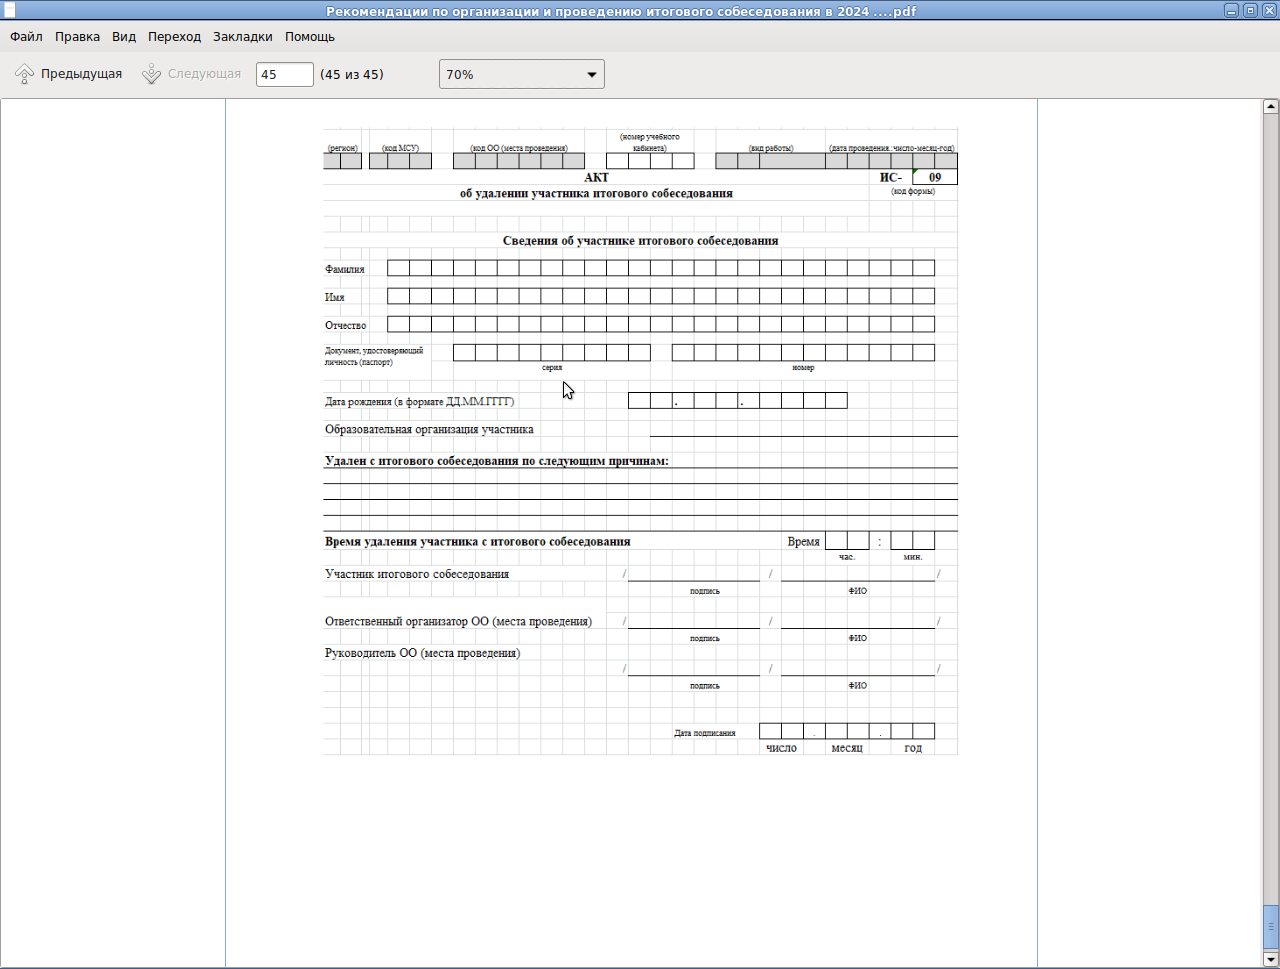 Рекомендации по организации и проведению итогового собеседования в 2024 ....pdf
Файл Правка Вид Переход Закладки Помощь
Предыдущая Следующая 45 (45 из 45) 70%
(номер учебного
(регион) (код МСУ) (код ОО (места проведения) кабинета) (вид работы) (дата проведения: число-месяц-год)
АКТ ИС- 09
об удалении участника итогового собеседования (код формы)
Сведения об участнике итогового собеседования
Фамилия
Имя
Отчество
Документ, удостоверяющий
личность (паспорт)
серия номер
Дата рождения (в формате ДД.ММ.ГГГГ) . .
Образовательная организация участника
Удален с итогового собеседования по следующим причинам:
Время удаления участника с итогового собеседования Время :
час. мин.
Участник итогового собеседования / / /
подпись ФИО
Ответственный организатор ОО (места проведения) / / /
подпись ФИО
Руководитель ОО (места проведения)
/ / /
подпись ФИО
Дата подписания . .
число месяц год